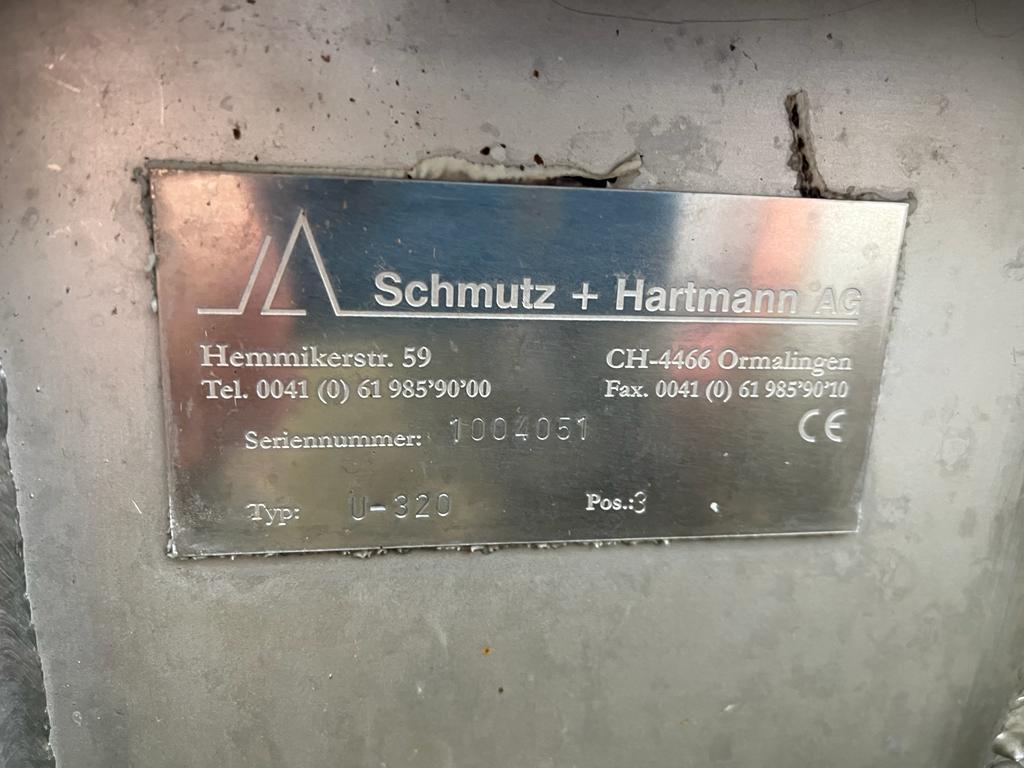 Schmutz + Hartmann AG
Hemmikerstr. 59 CH-4466 Ormalingen
Tel. 0041 (0) 61 985'90'00 Fax. 0041 (0) 61 985'90'10
Seriennummer: 1004051 CE
Typ: U-320 Pos.:3